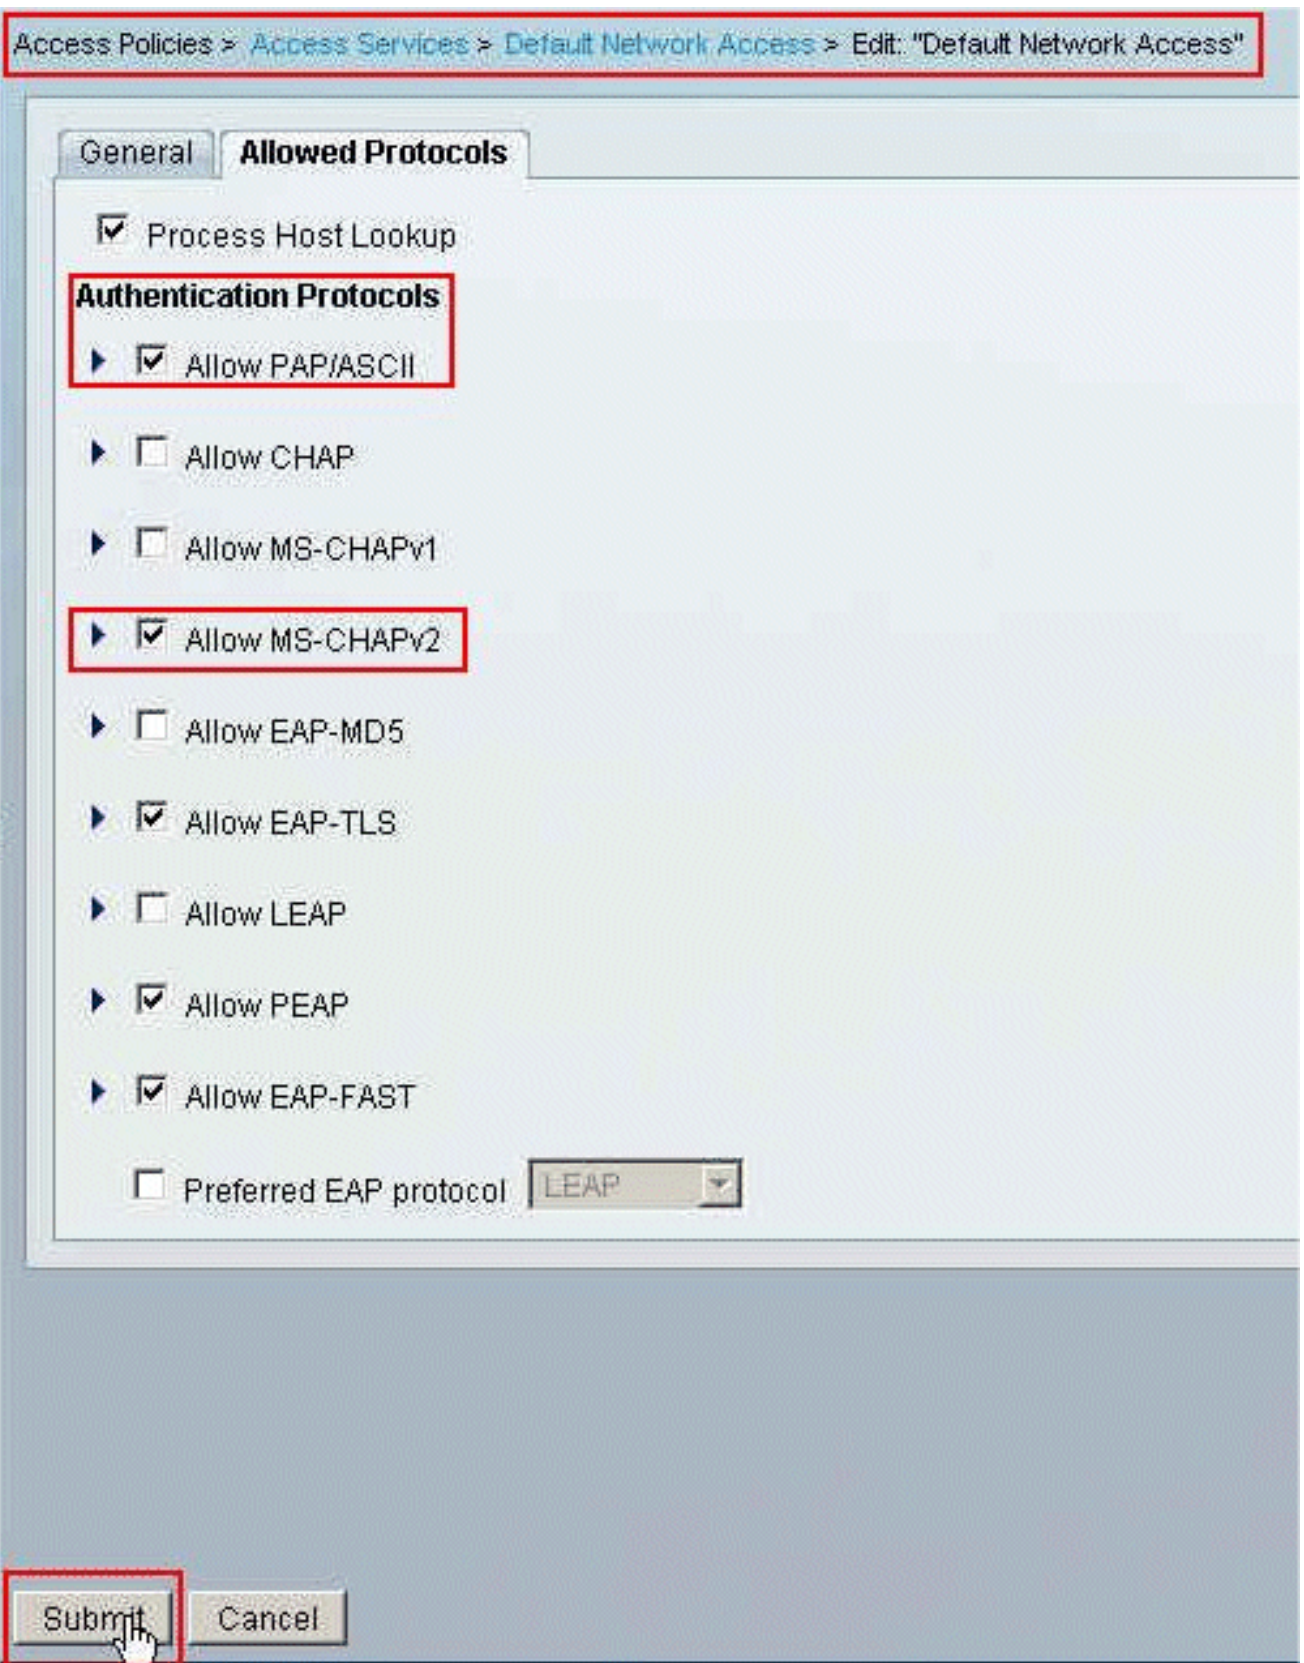 Access Policies > Access Services > Default Network Access > Edit: "Default Network Access"
General Allowed Protocols
Process Host Lookup
Authentication Protocols
Allow PAP/ASCII
Allow CHAP
Allow MS-CHAPv1
Allow MS-CHAPv2
Allow EAP-MD5
Allow EAP-TLS
Allow LEAP
Allow PEAP
Allow EAP-FAST
Preferred EAP protocol LEAP
Submit Cancel